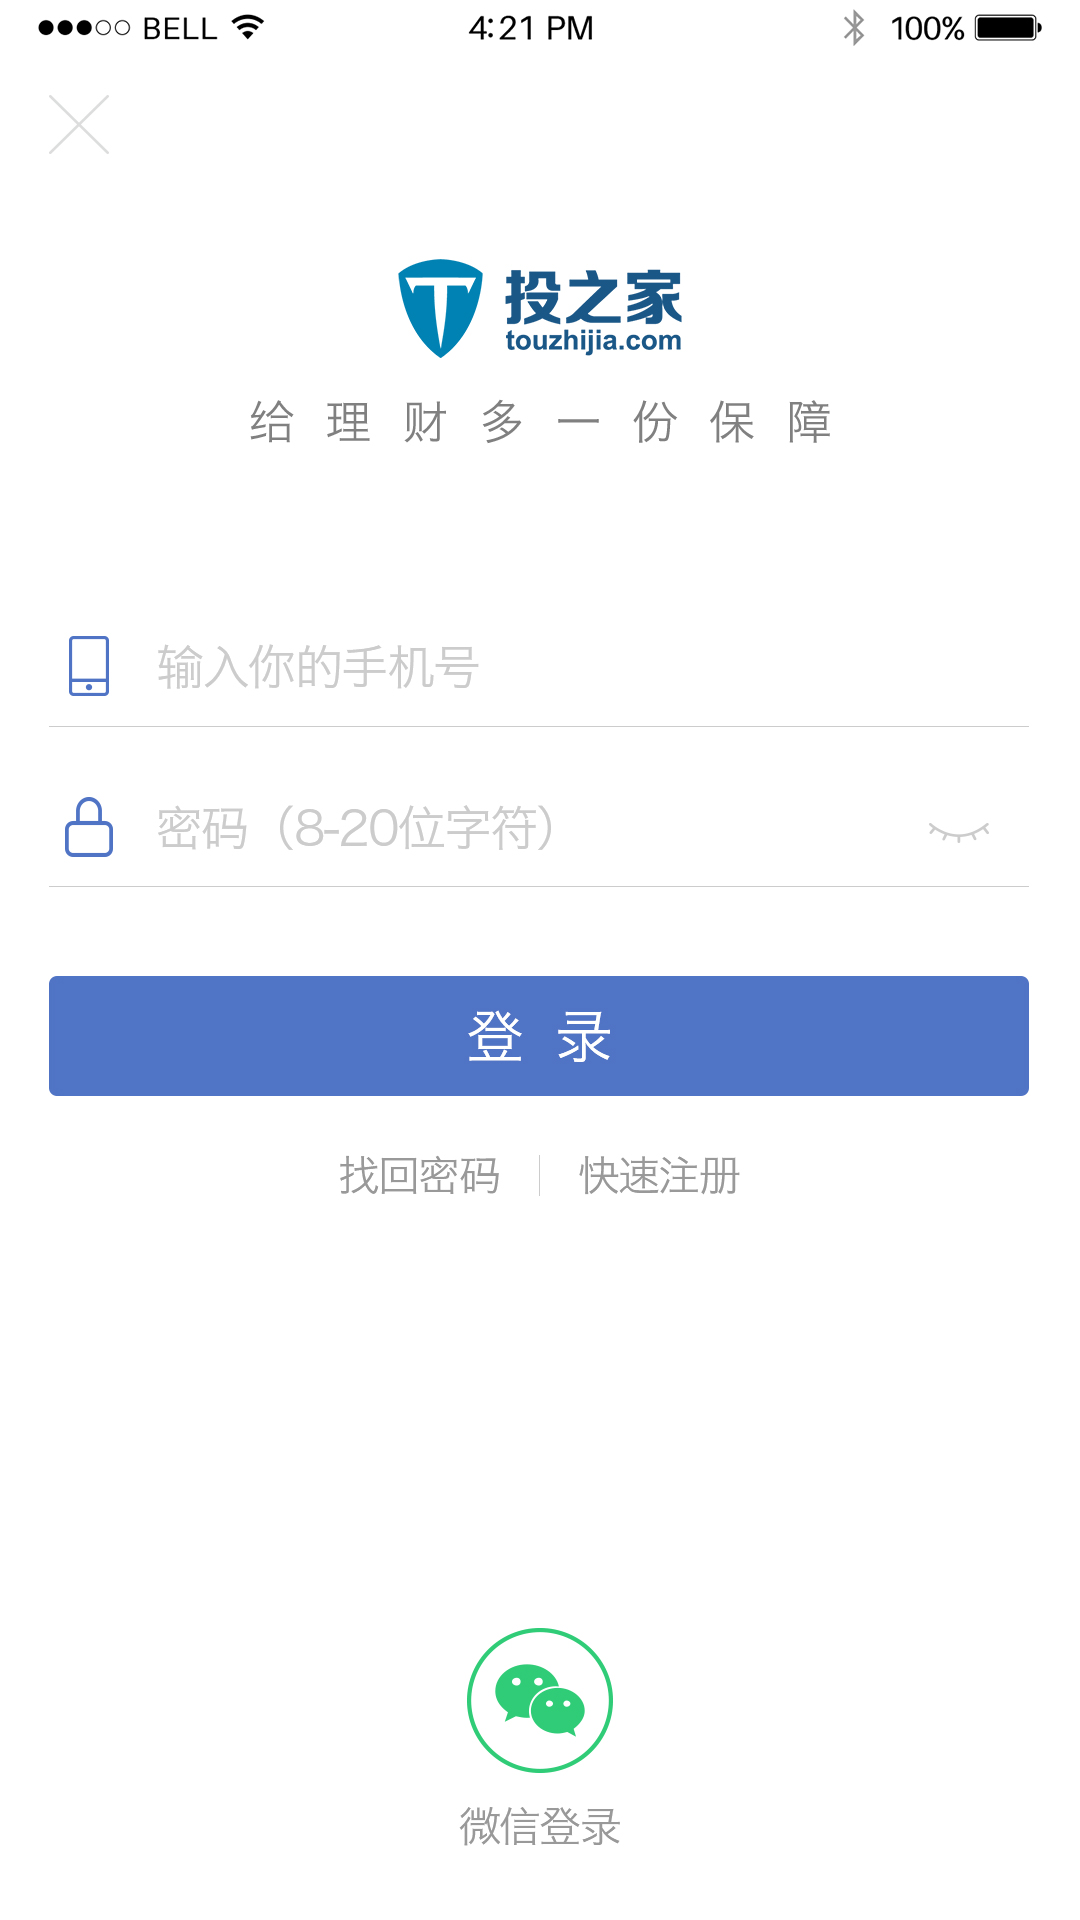 BELL 4:21 PM 100%
投之家
touzhijia.com
给理财多一份保障
输入你的手机号
密码（8-20位字符）
登录
找回密码 快速注册
微信登录